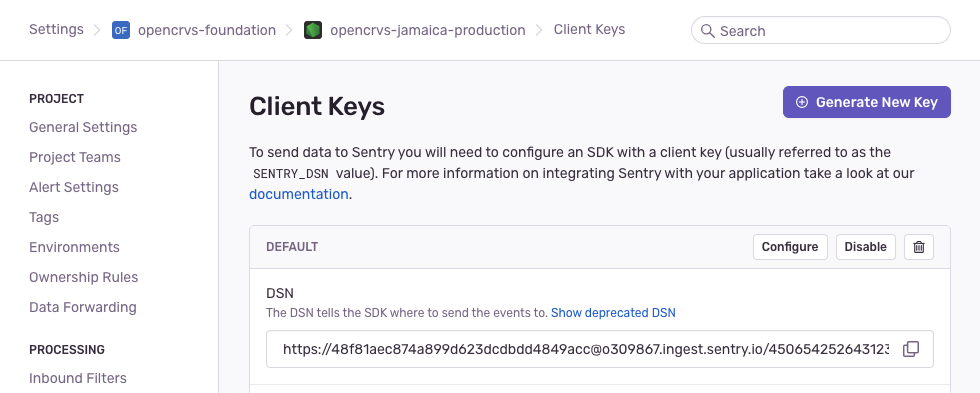 Settings > OF opencrvs-foundation > opencrvs-jamaica-production > Client Keys
Search
PROJECT
General Settings
Project Teams
Alert Settings
Tags
Environments
Ownership Rules
Data Forwarding
PROCESSING
Inbound Filters
Client Keys
Generate New Key
To send data to Sentry you will need to configure an SDK with a client key (usually referred to as the
SENTRY_DSN value). For more information on integrating Sentry with your application take a look at our
documentation.
DEFAULT
Configure
Disable
DSN
The DSN tells the SDK where to send the events to. Show deprecated DSN
https://48f81aec874a899d623dcdbdd4849acc@o309867.ingest.sentry.io/450654252643123